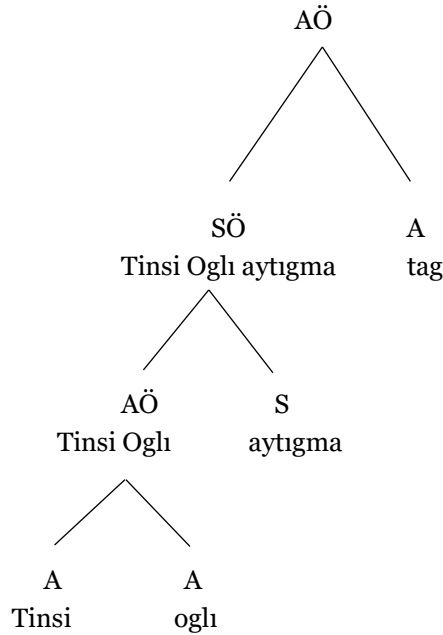 AÖ
SÖ A
Tinsi Oglı aytıgma tag
AÖ S
Tinsi Oglı aytıgma
A A
Tinsi oglı